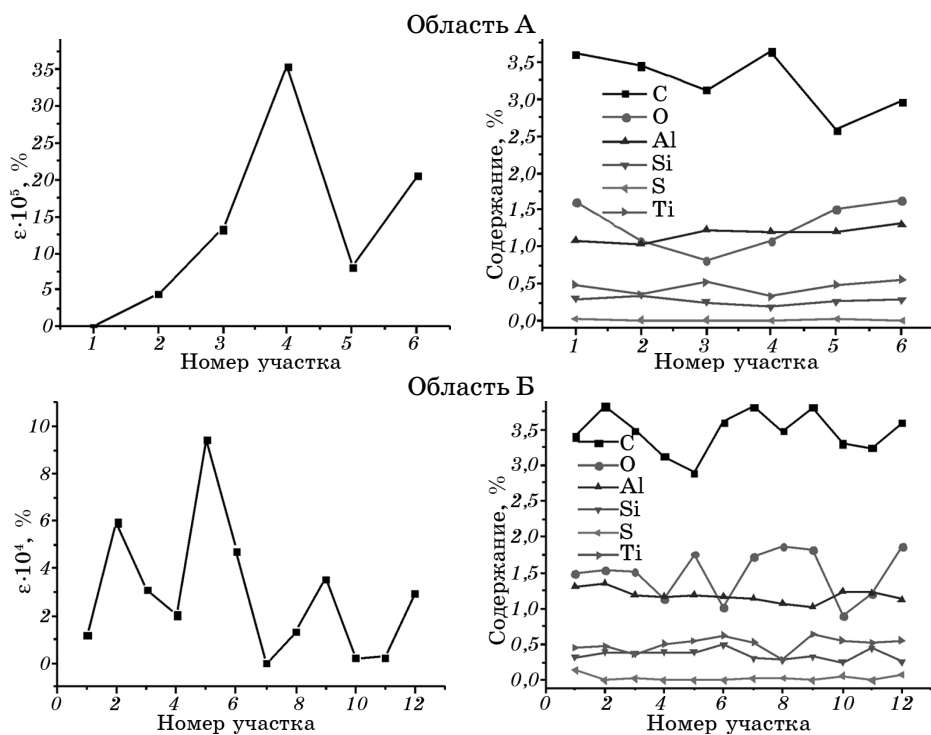 Область А
ε·10⁵, %
35
30
25
20
15
10
5
0
1 2 3 4 5 6
Номер участка
Содержание, %
3,5
3,0
2,5
2,0
1,5
1,0
0,5
0,0
C
O
Al
Si
S
Ti
1 2 3 4 5 6
Номер участка
Область Б
ε·10⁴, %
10
8
6
4
2
0
0 2 4 6 8 10 12
Номер участка
Содержание, %
3,5
3,0
2,5
2,0
1,5
1,0
0,5
0,0
C
O
Al
Si
S
Ti
0 2 4 6 8 10 12
Номер участка